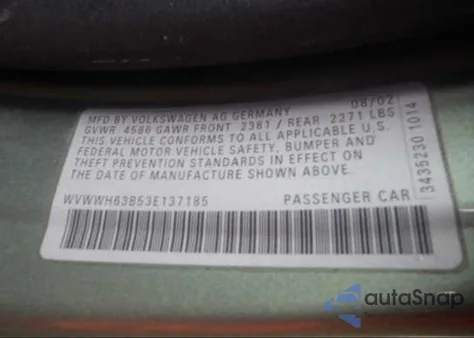 MFD BY VOLKSWAGEN AG GERMANY 08/02
GVWR 4586 GAWR FRONT 2381 / REAR 2271 LBS
THIS VEHICLE CONFORMS TO ALL APPLICABLE U.S.
FEDERAL MOTOR VEHICLE SAFETY, BUMPER AND
THEFT PREVENTION STANDARDS IN EFFECT ON
THE DATE OF MANUFACTURE SHOWN ABOVE.
WVWWH63B53E137185 PASSENGER CAR
3435230 1014
autoSnap